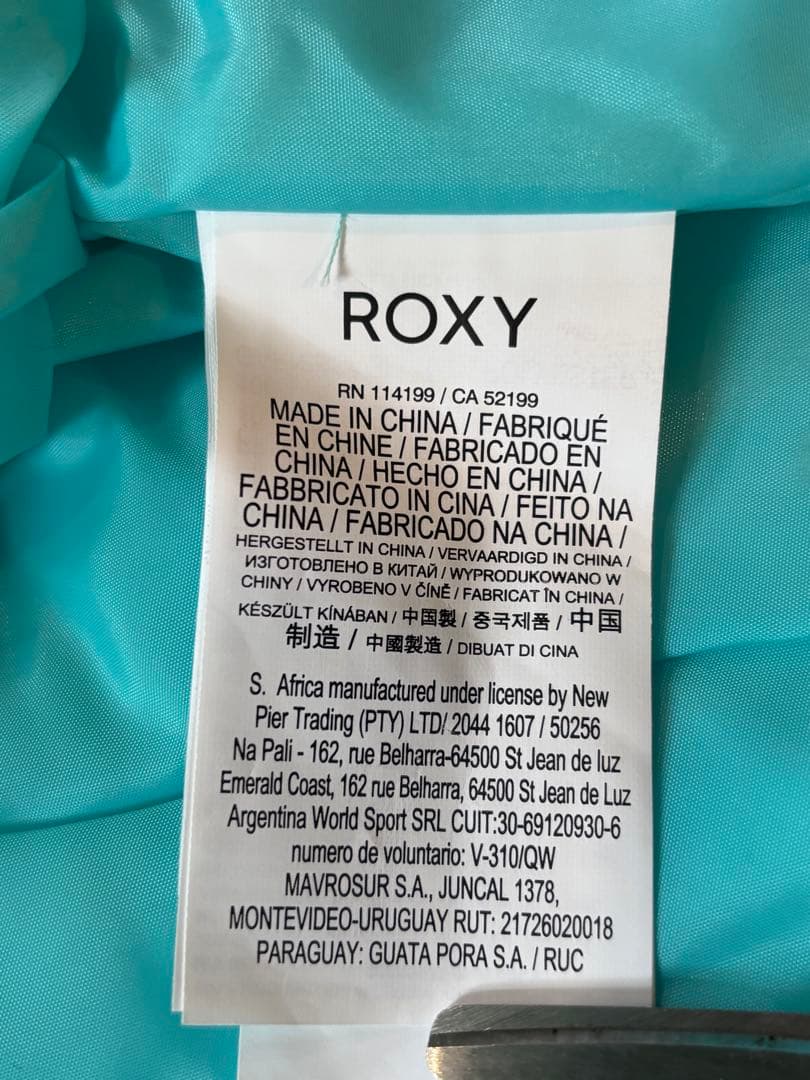 ROXY
RN 114199 / CA 52199
MADE IN CHINA / FABRIQUÉ
EN CHINE / FABRICADO EN
CHINA / HECHO EN CHINA /
FABBRICATO IN CINA / FEITO NA
CHINA / FABRICADO NA CHINA /
HERGESTELLT IN CHINA / VERVAARDIGD IN CHINA /
ИЗГОТОВЛЕНО В КИТАЙ / WYPRODUKOWANO W
CHINY / VYROBENO V ČÍNĚ / FABRICAT ÎN CHINA /
KÉSZÜLT KÍNÁBAN / 中国製 / 중국제품 / 中国
制造 / 中國製造 / DIBUAT DI CINA
S. Africa manufactured under license by New
Pier Trading (PTY) LTD/ 2044 1607 / 50256
Na Pali - 162, rue Belharra-64500 St Jean de luz
Emerald Coast, 162 rue Belharra, 64500 St Jean de Luz
Argentina World Sport SRL CUIT:30-69120930-6
numero de voluntario: V-310/QW
MAVROSUR S.A., JUNCAL 1378,
MONTEVIDEO-URUGUAY RUT: 21726020018
PARAGUAY: GUATA PORA S.A. / RUC